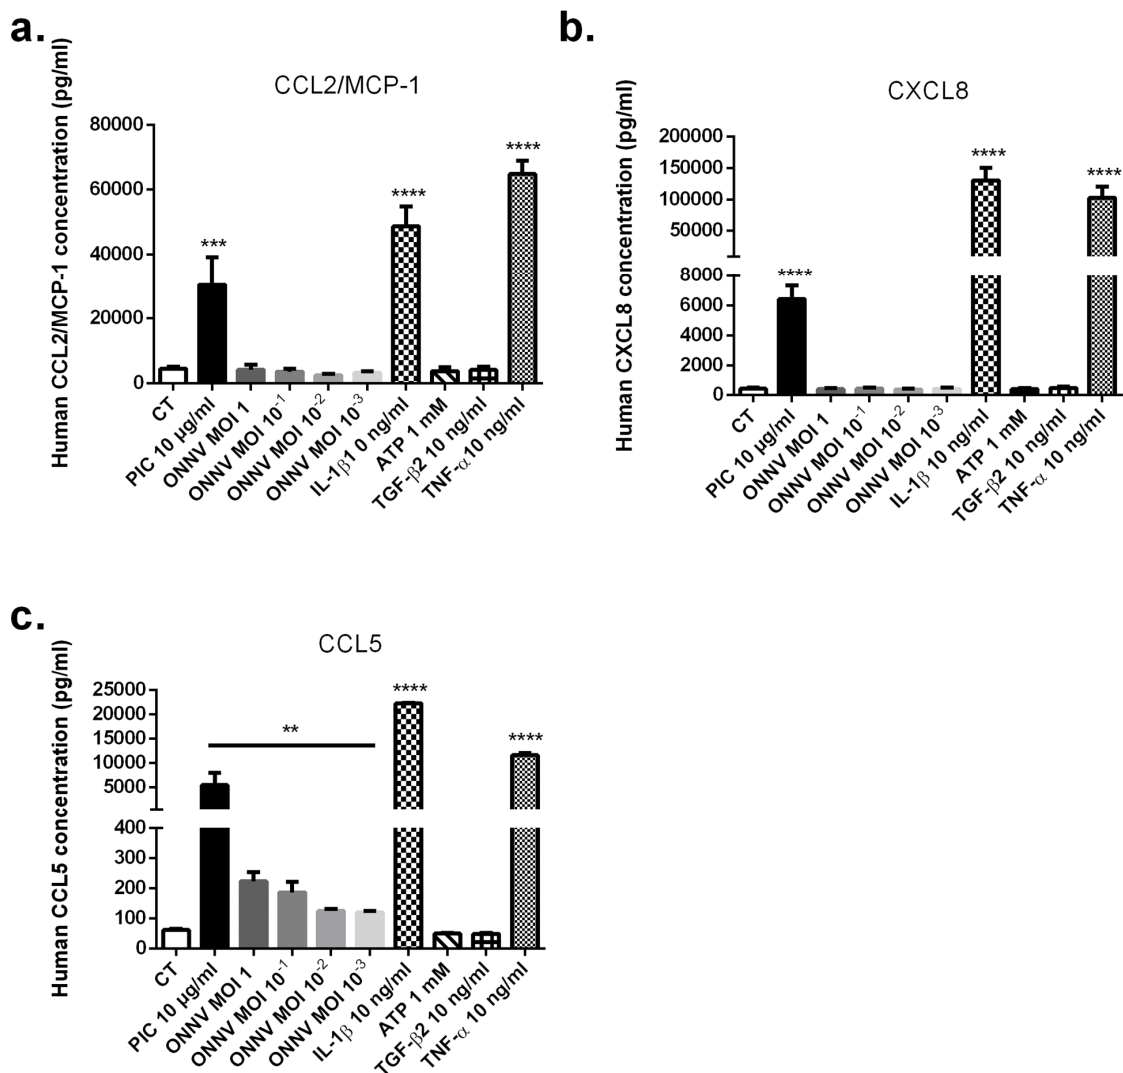 a.
CCL2/MCP-1
Human CCL2/MCP-1 concentration (pg/ml)
80000
60000
40000
20000
0
***
****
****
CT
PIC 10 µg/ml
ONNV MOI 1
ONNV MOI 10⁻¹
ONNV MOI 10⁻²
ONNV MOI 10⁻³
IL-1β1 0 ng/ml
ATP 1 mM
TGF-β2 10 ng/ml
TNF-α 10 ng/ml
b.
CXCL8
Human CXCL8 concentration (pg/ml)
200000
150000
100000
50000
8000
6000
4000
2000
0
****
****
****
CT
PIC 10 µg/ml
ONNV MOI 1
ONNV MOI 10⁻¹
ONNV MOI 10⁻²
ONNV MOI 10⁻³
IL-1β 10 ng/ml
ATP 1 mM
TGF-β2 10 ng/ml
TNF-α 10 ng/ml
c.
CCL5
Human CCL5 concentration (pg/ml)
25000
20000
15000
10000
5000
400
300
200
100
0
**
****
****
CT
PIC 10 µg/ml
ONNV MOI 1
ONNV MOI 10⁻¹
ONNV MOI 10⁻²
ONNV MOI 10⁻³
IL-1β 10 ng/ml
ATP 1 mM
TGF-β2 10 ng/ml
TNF-α 10 ng/ml